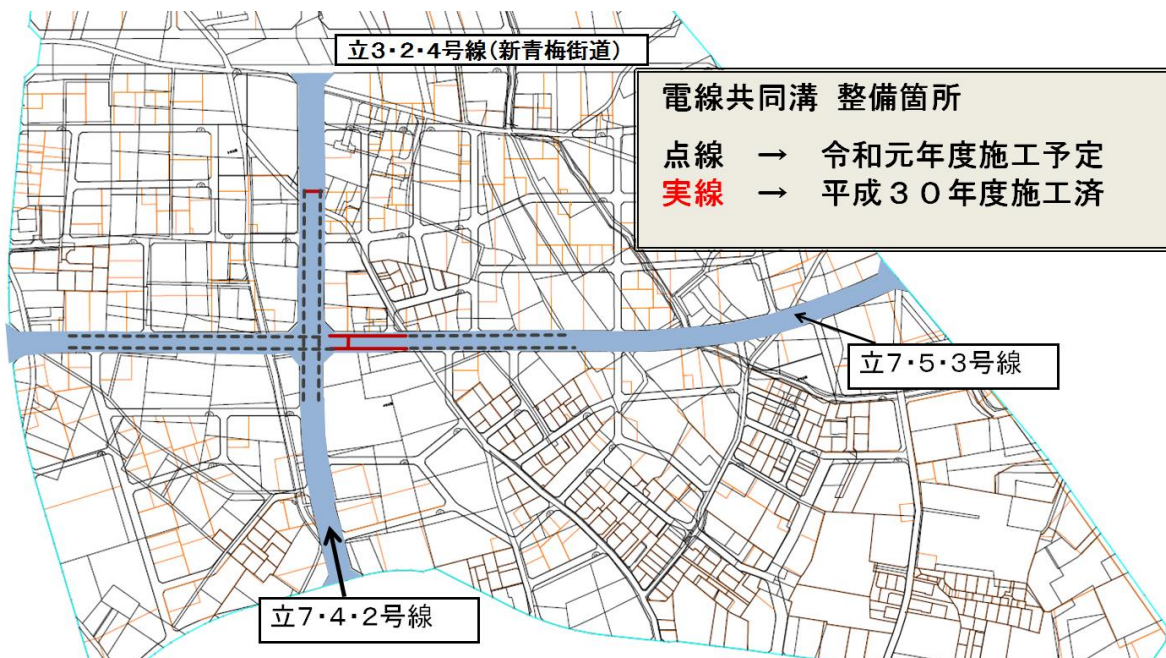 立3・2・4号線(新青梅街道)
電線共同溝 整備箇所
点線 → 令和元年度施工予定
実線 → 平成３０年度施工済
立7・5・3号線
立7・4・2号線